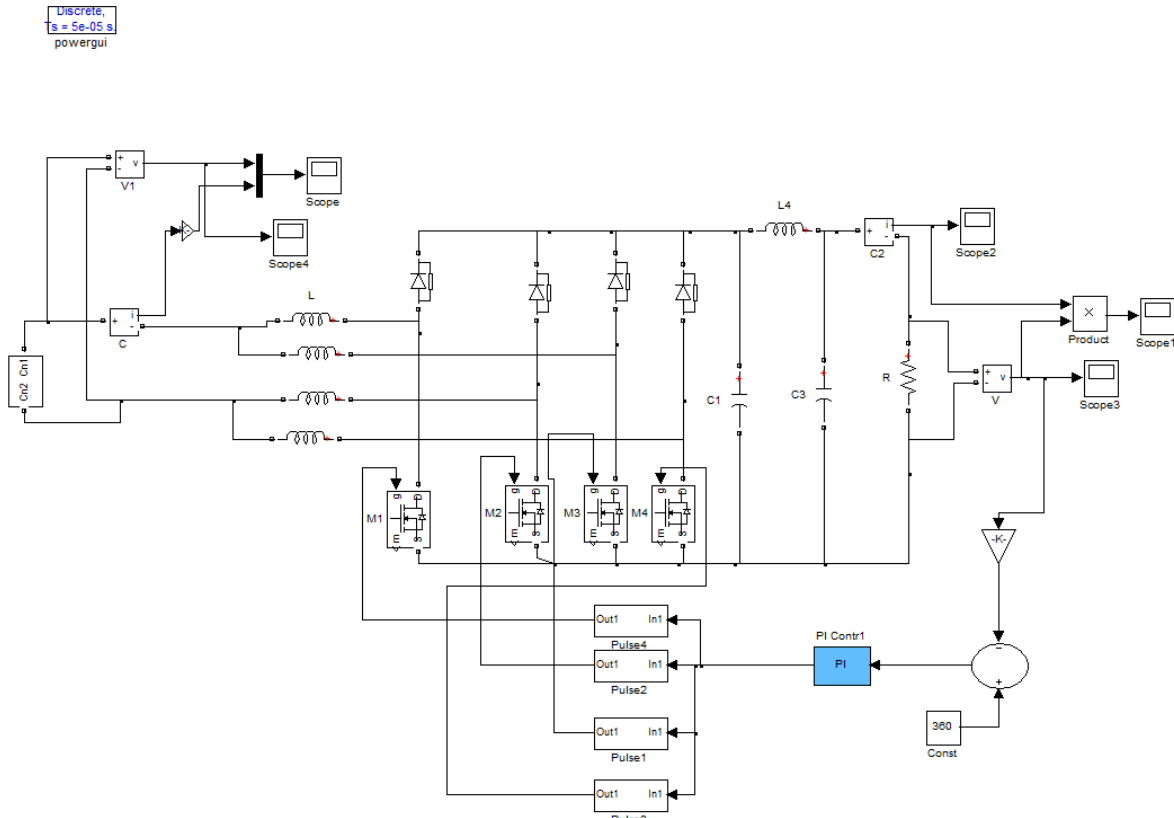 Discrete,
Ts = 5e-05 s.
powergui
+
-
v
V1
Scope
Scope4
L4
+
i
-
C2
Scope2
L
+
i
-
C
Cn1
Cn2
×
Product
Scope1
C1
C3
R
+
-
v
V
Scope3
g
D
m
S
M1
g
D
m
S
M2
g
D
m
S
M3
g
D
m
S
M4
-K-
Out1 In1
Pulse4
PI Contr1
PI
Out1 In1
Pulse2
-
+
360
Const
Out1 In1
Pulse1
Out1 In1